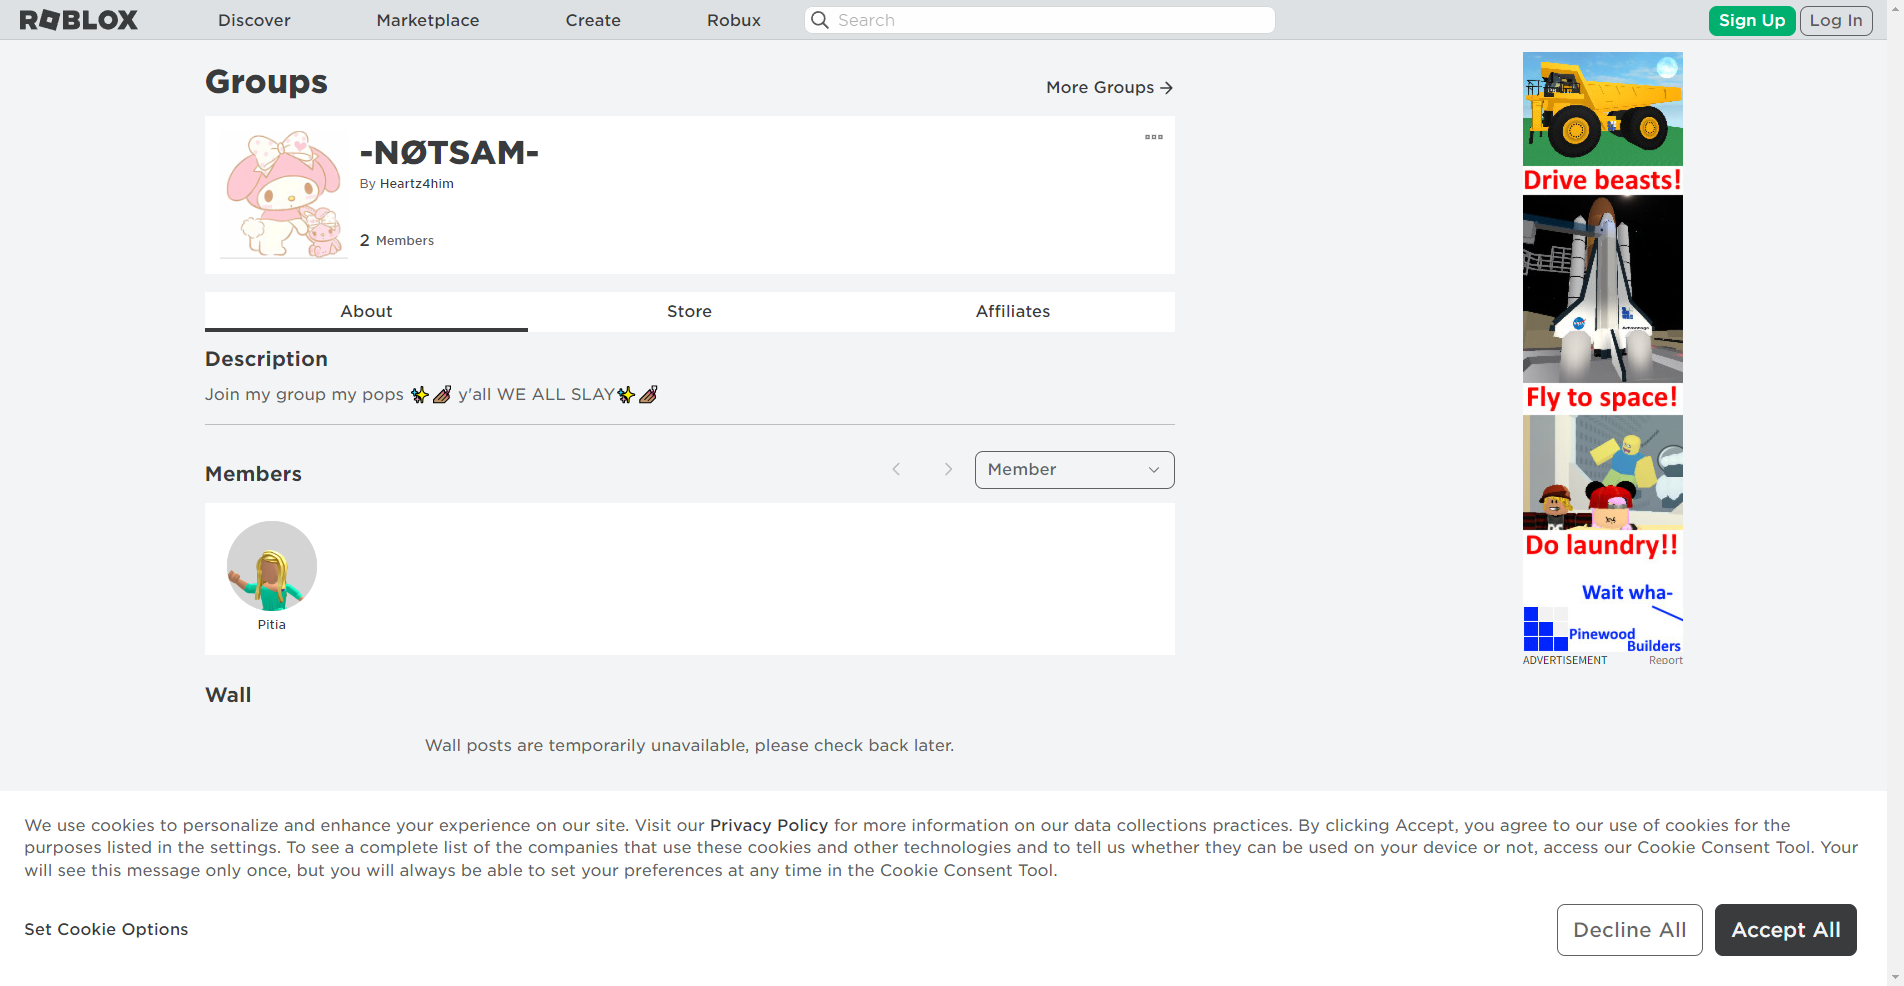 ROBLOX Discover Marketplace Create Robux Search Sign Up Log In
Groups
More Groups
-NØTSAM-
By Heartz4him
2 Members
About Store Affiliates
Description
Join my group my pops ✨💅🏾 y'all WE ALL SLAY✨💅🏾
Members
Member
Pitia
Wall
Wall posts are temporarily unavailable, please check back later.
Drive beasts!
Fly to space!
Do laundry!!
Wait wha-
Pinewood
Builders
ADVERTISEMENT Report
We use cookies to personalize and enhance your experience on our site. Visit our Privacy Policy for more information on our data collections practices. By clicking Accept, you agree to our use of cookies for the
purposes listed in the settings. To see a complete list of the companies that use these cookies and other technologies and to tell us whether they can be used on your device or not, access our Cookie Consent Tool. Your
will see this message only once, but you will always be able to set your preferences at any time in the Cookie Consent Tool.
Set Cookie Options
Decline All
Accept All